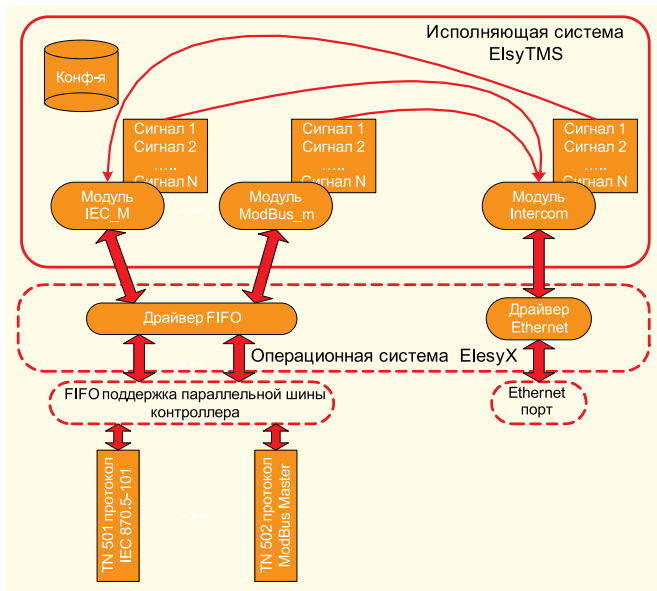 Исполняющая система
ElsyTMS
Конф-я
Сигнал 1
Сигнал 2
.....
Сигнал N
Сигнал 1
Сигнал 2
.....
Сигнал N
Сигнал 1
Сигнал 2
.....
Сигнал N
Модуль
IEC_M
Модуль
ModBus_m
Модуль
Intercom
Драйвер FIFO
Драйвер
Ethernet
Операционная система ElesyX
FIFO поддержка параллельной шины
контроллера
Ethernet
порт
TN 501 протокол
IEC 870.5-101
TN 502 протокол
ModBus Master